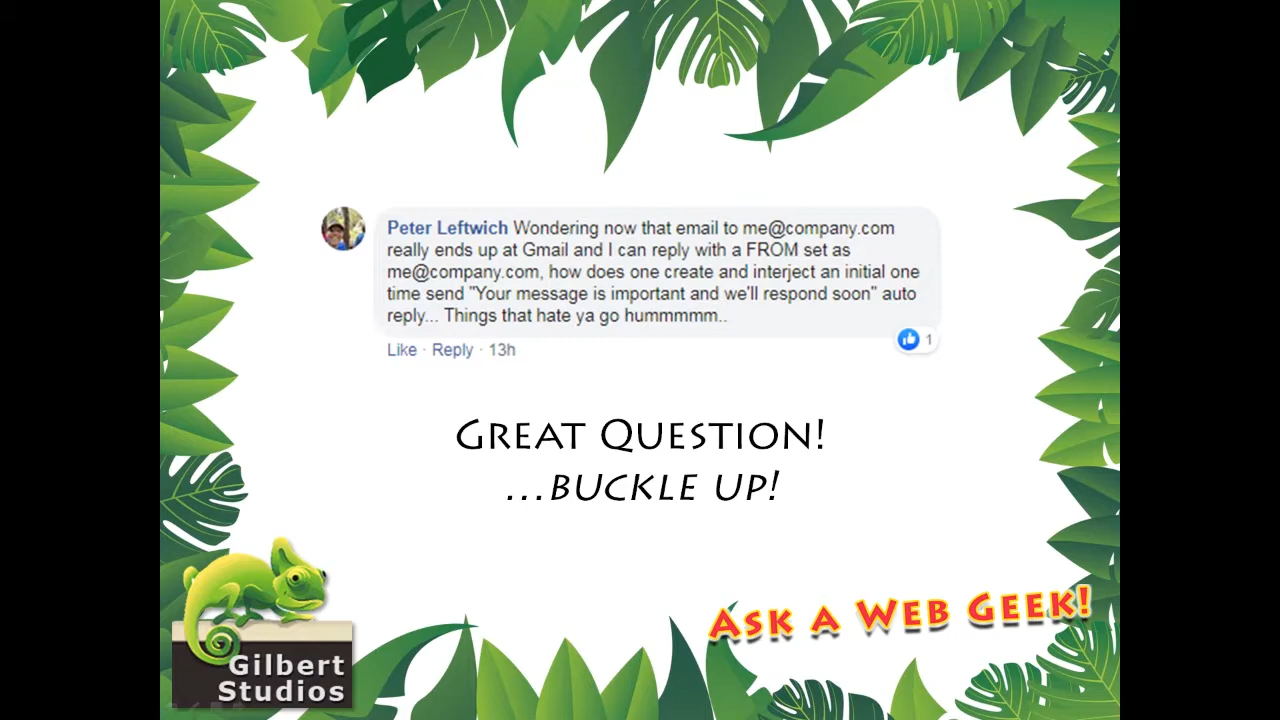 Peter Leftwich Wondering now that email to me@company.com
really ends up at Gmail and I can reply with a FROM set as
me@company.com, how does one create and interject an initial one
time send "Your message is important and we'll respond soon" auto
reply... Things that hate ya go hummmmm..
1
Like · Reply · 13h
GREAT QUESTION!
...BUCKLE UP!
ASK A WEB GEEK!
Gilbert
Studios